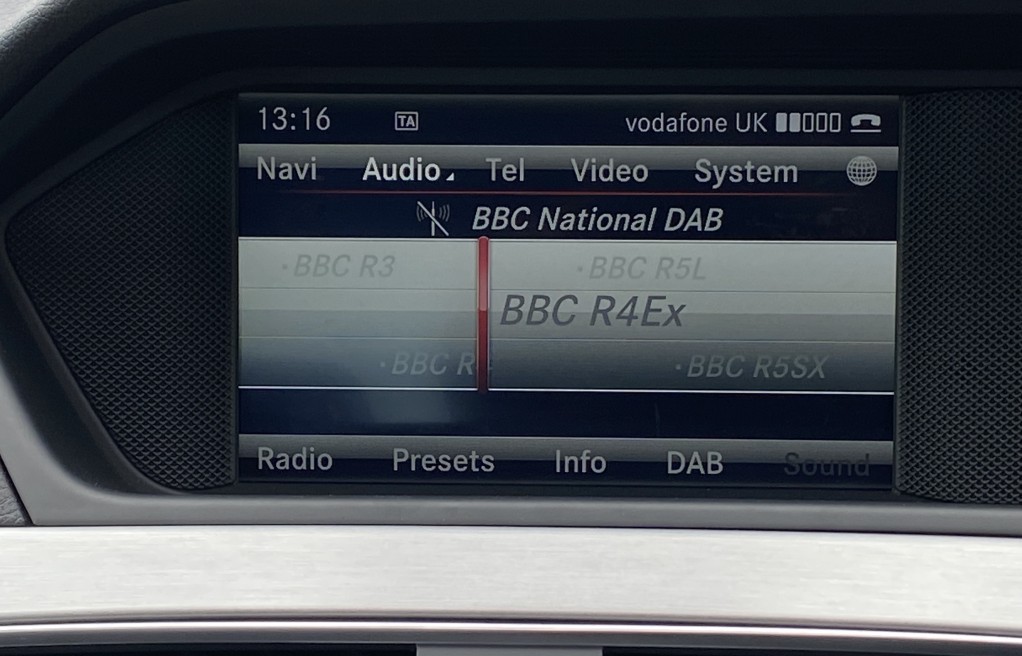 13:16 TA vodafone UK
Navi Audio Tel Video System
BBC National DAB
·BBC R3 ·BBC R5L
BBC R4Ex
·BBC R ·BBC R5SX
Radio Presets Info DAB Sound